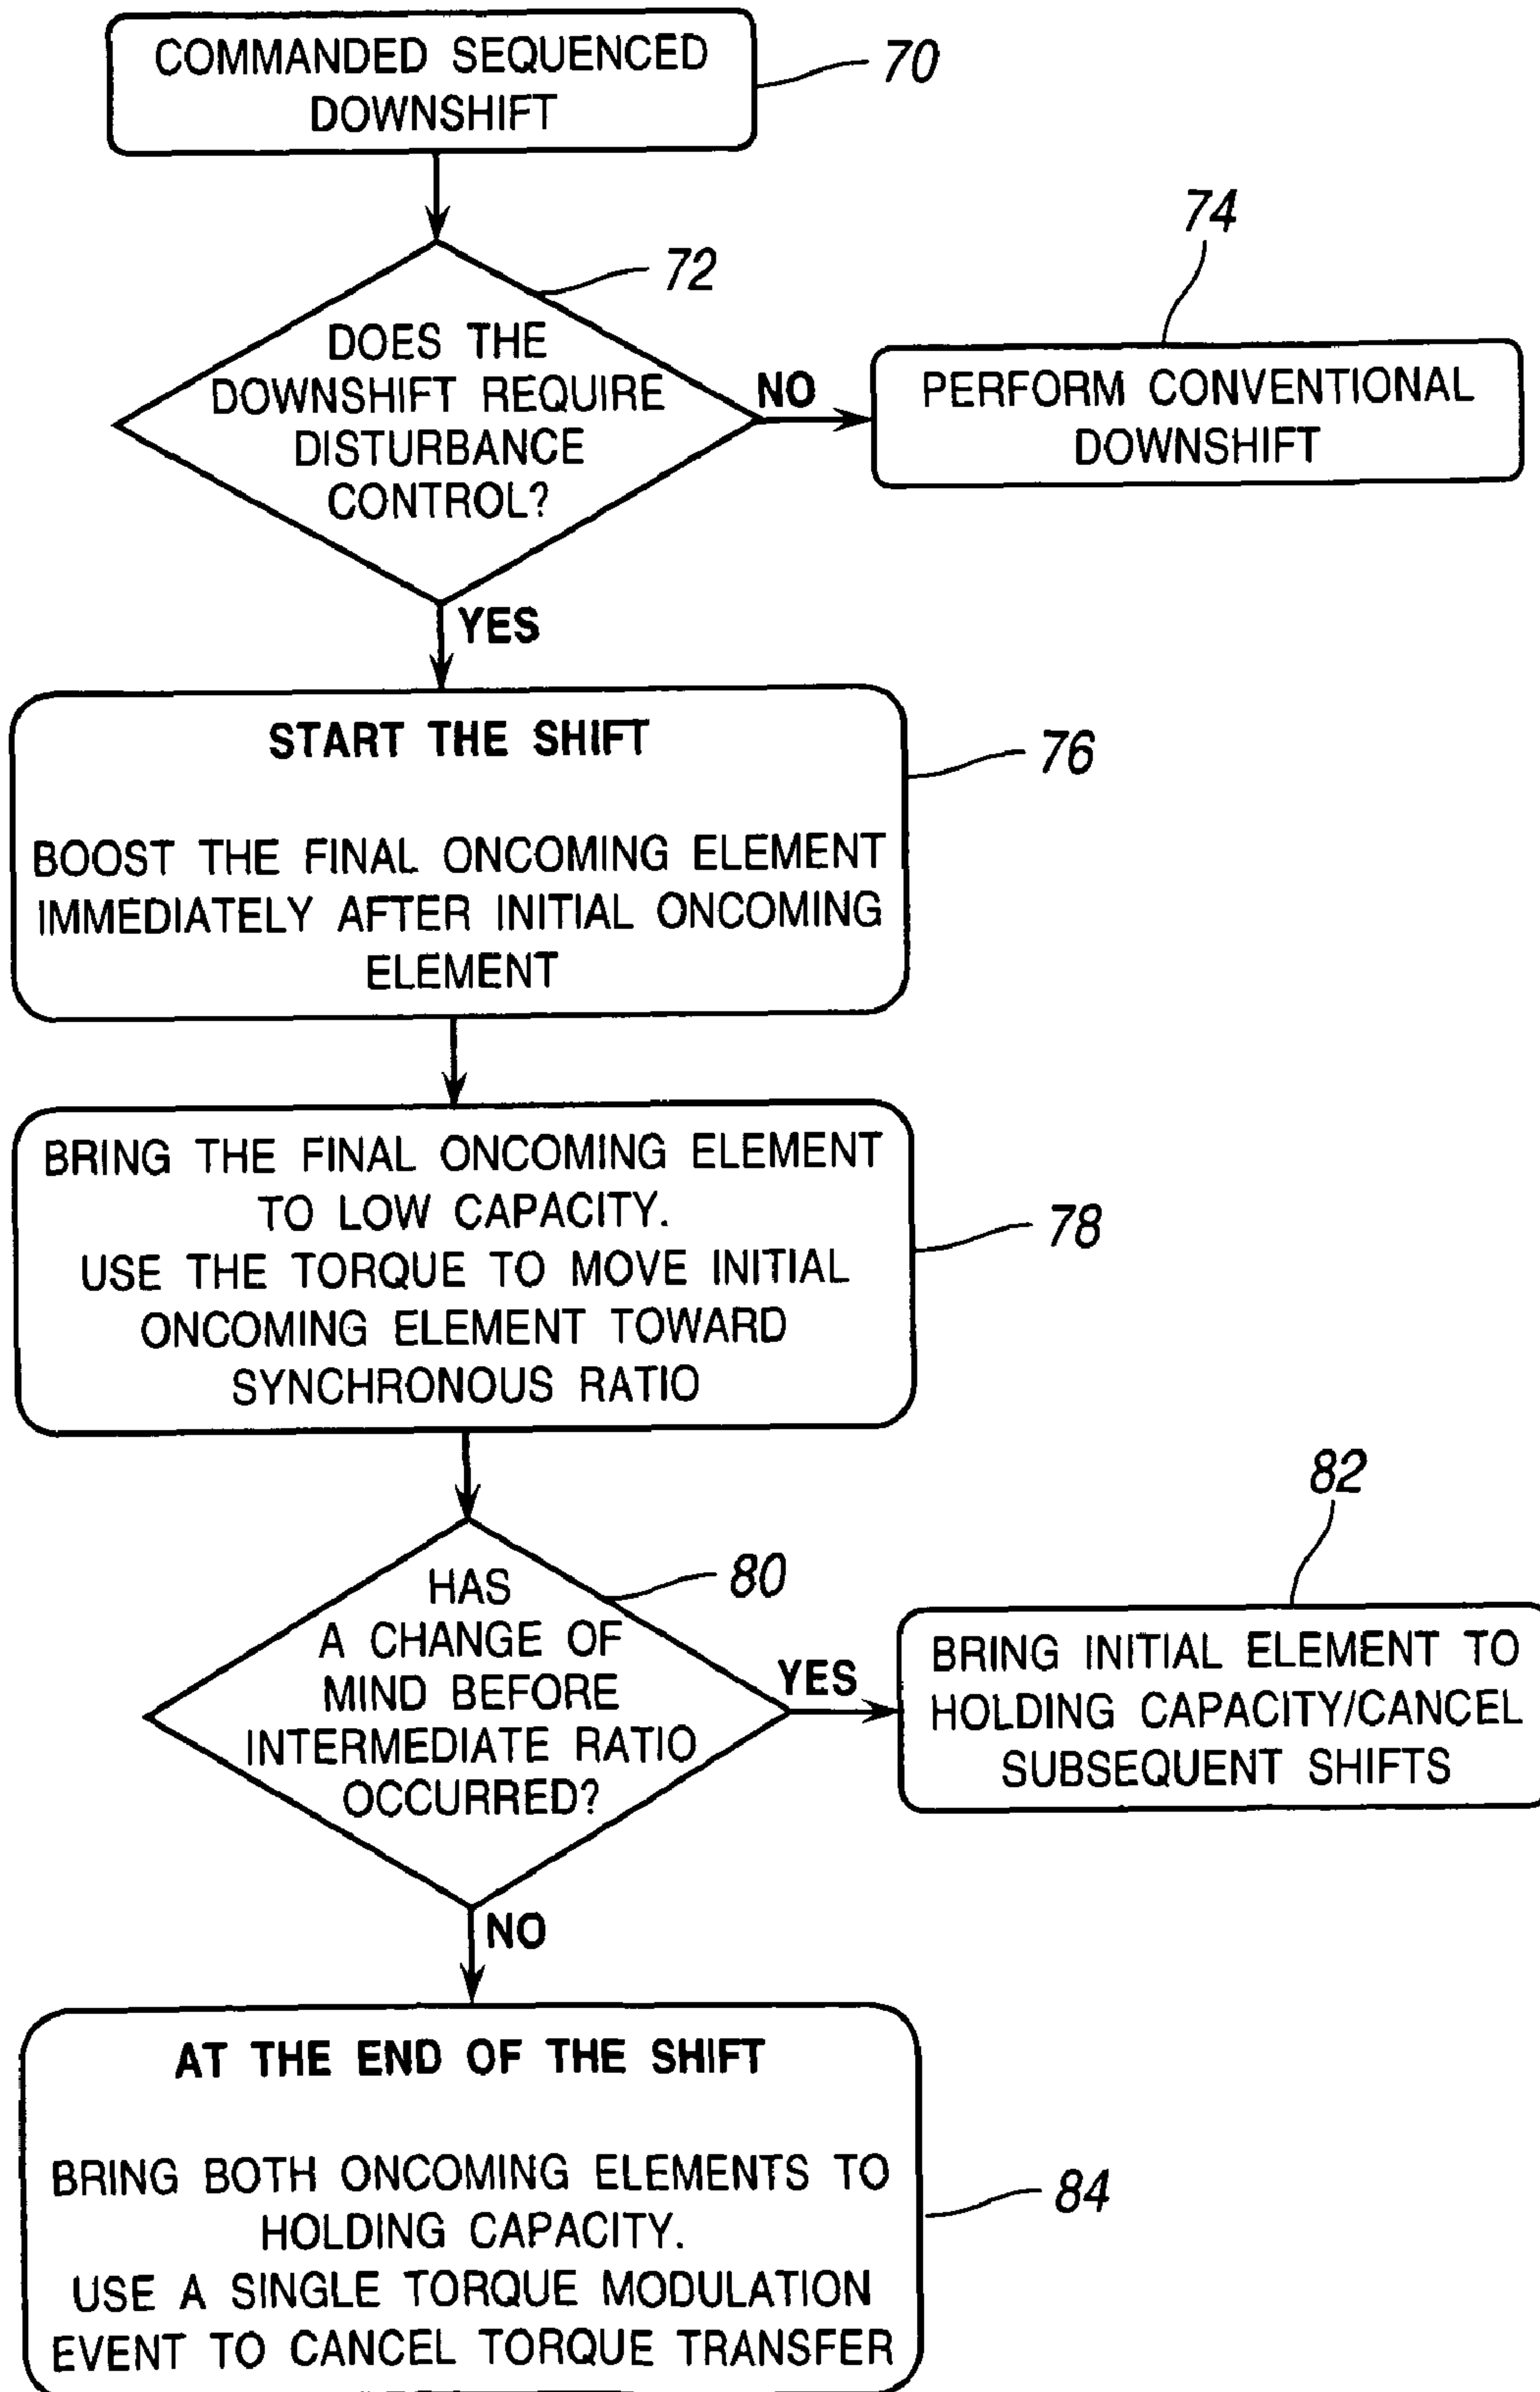 COMMANDED SEQUENCED
DOWNSHIFT
70
72
DOES THE
DOWNSHIFT REQUIRE
DISTURBANCE
CONTROL?
NO
74
PERFORM CONVENTIONAL
DOWNSHIFT
YES
START THE SHIFT
76
BOOST THE FINAL ONCOMING ELEMENT
IMMEDIATELY AFTER INITIAL ONCOMING
ELEMENT
BRING THE FINAL ONCOMING ELEMENT
TO LOW CAPACITY.
USE THE TORQUE TO MOVE INITIAL
ONCOMING ELEMENT TOWARD
SYNCHRONOUS RATIO
78
80
HAS
A CHANGE OF
MIND BEFORE
INTERMEDIATE RATIO
OCCURRED?
YES
82
BRING INITIAL ELEMENT TO
HOLDING CAPACITY/CANCEL
SUBSEQUENT SHIFTS
NO
AT THE END OF THE SHIFT
BRING BOTH ONCOMING ELEMENTS TO
HOLDING CAPACITY.
USE A SINGLE TORQUE MODULATION
EVENT TO CANCEL TORQUE TRANSFER
84